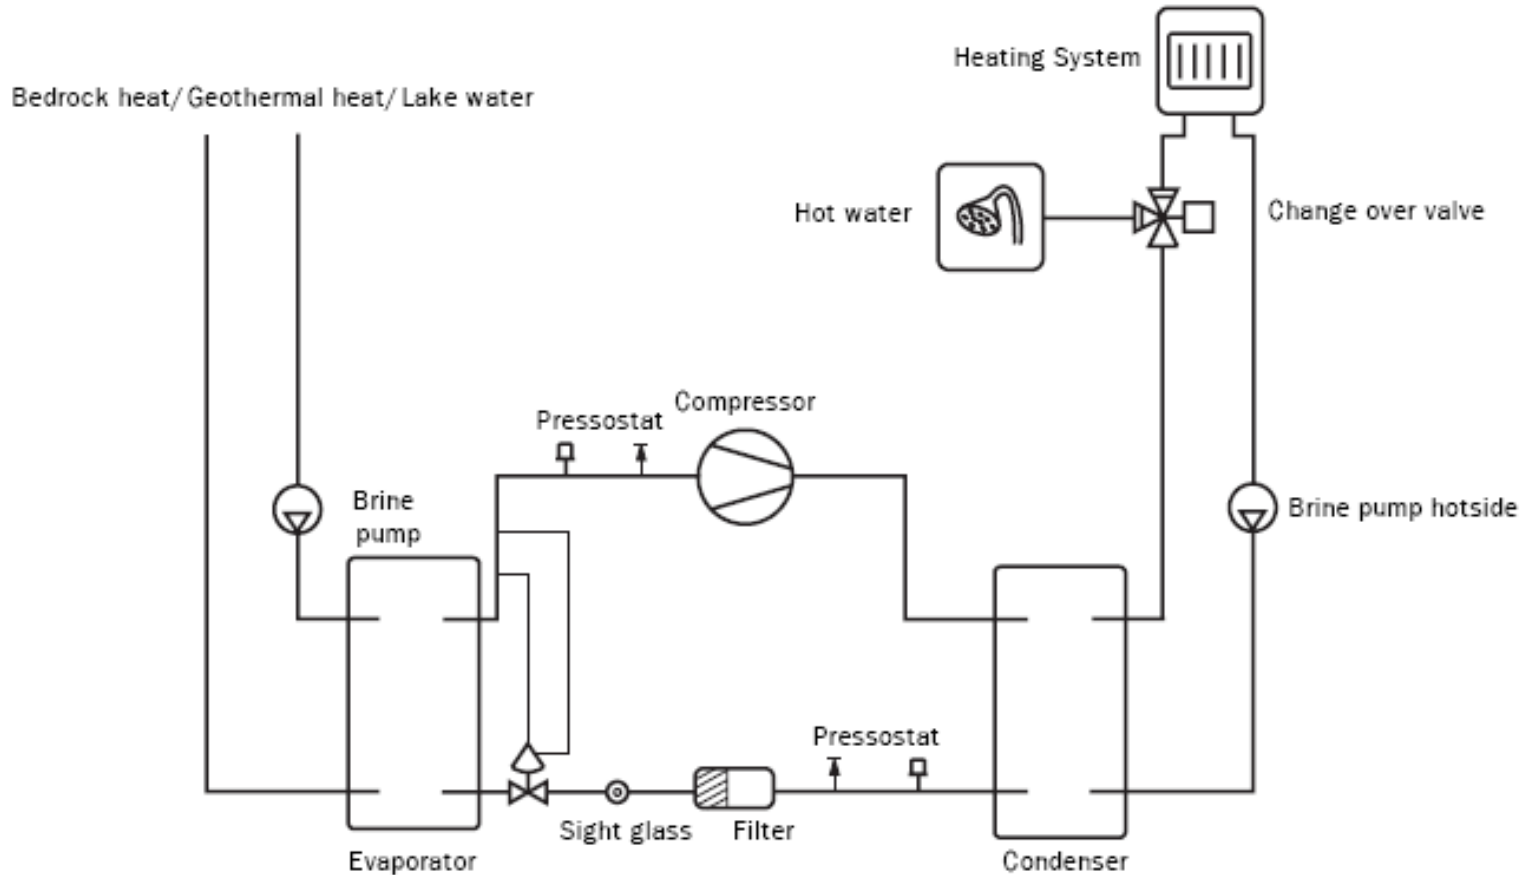 Heating System
Bedrock heat/Geothermal heat/Lake water
Hot water
Change over valve
Compressor
Pressostat
Brine
pump
Brine pump hotside
Pressostat
Sight glass
Filter
Evaporator
Condenser